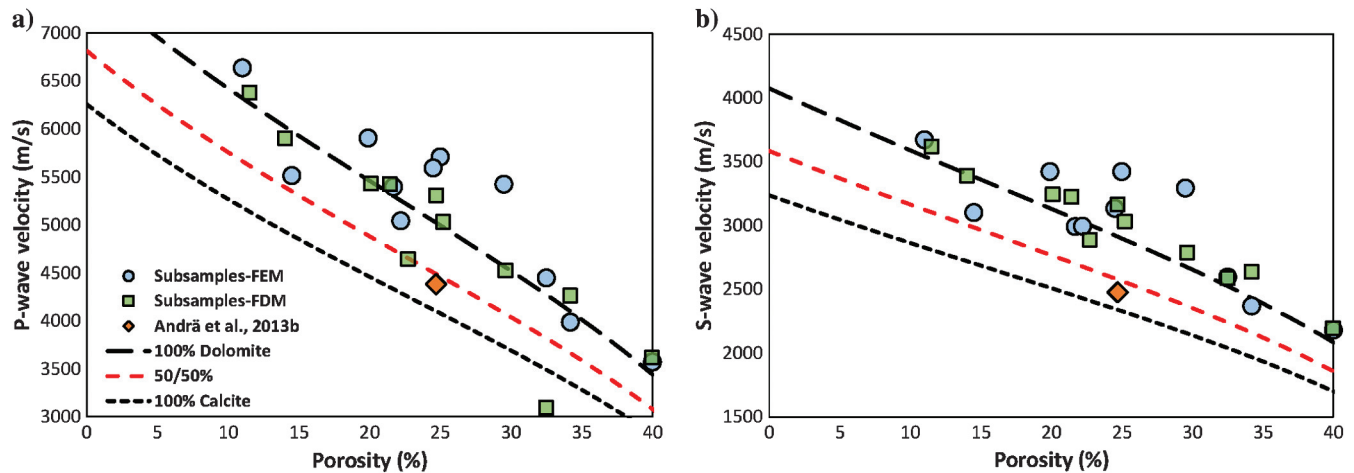 a)
P-wave velocity (m/s)
7000
6500
6000
5500
5000
4500
4000
3500
3000
Subsamples-FEM
Subsamples-FDM
Andrä et al., 2013b
100% Dolomite
50/50%
100% Calcite
0 5 10 15 20 25 30 35 40
Porosity (%)
b)
S-wave velocity (m/s)
4500
4000
3500
3000
2500
2000
1500
0 5 10 15 20 25 30 35 40
Porosity (%)